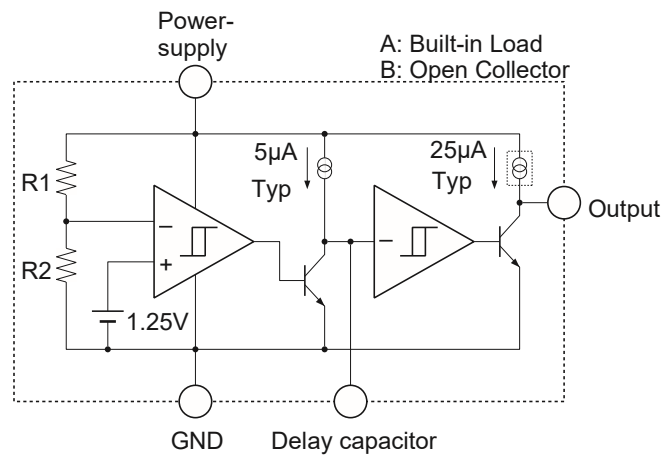 Power-
supply
A: Built-in Load
B: Open Collector
5μA
Typ
25μA
Typ
R1
R2
−
+
−
1.25V
Output
GND
Delay capacitor